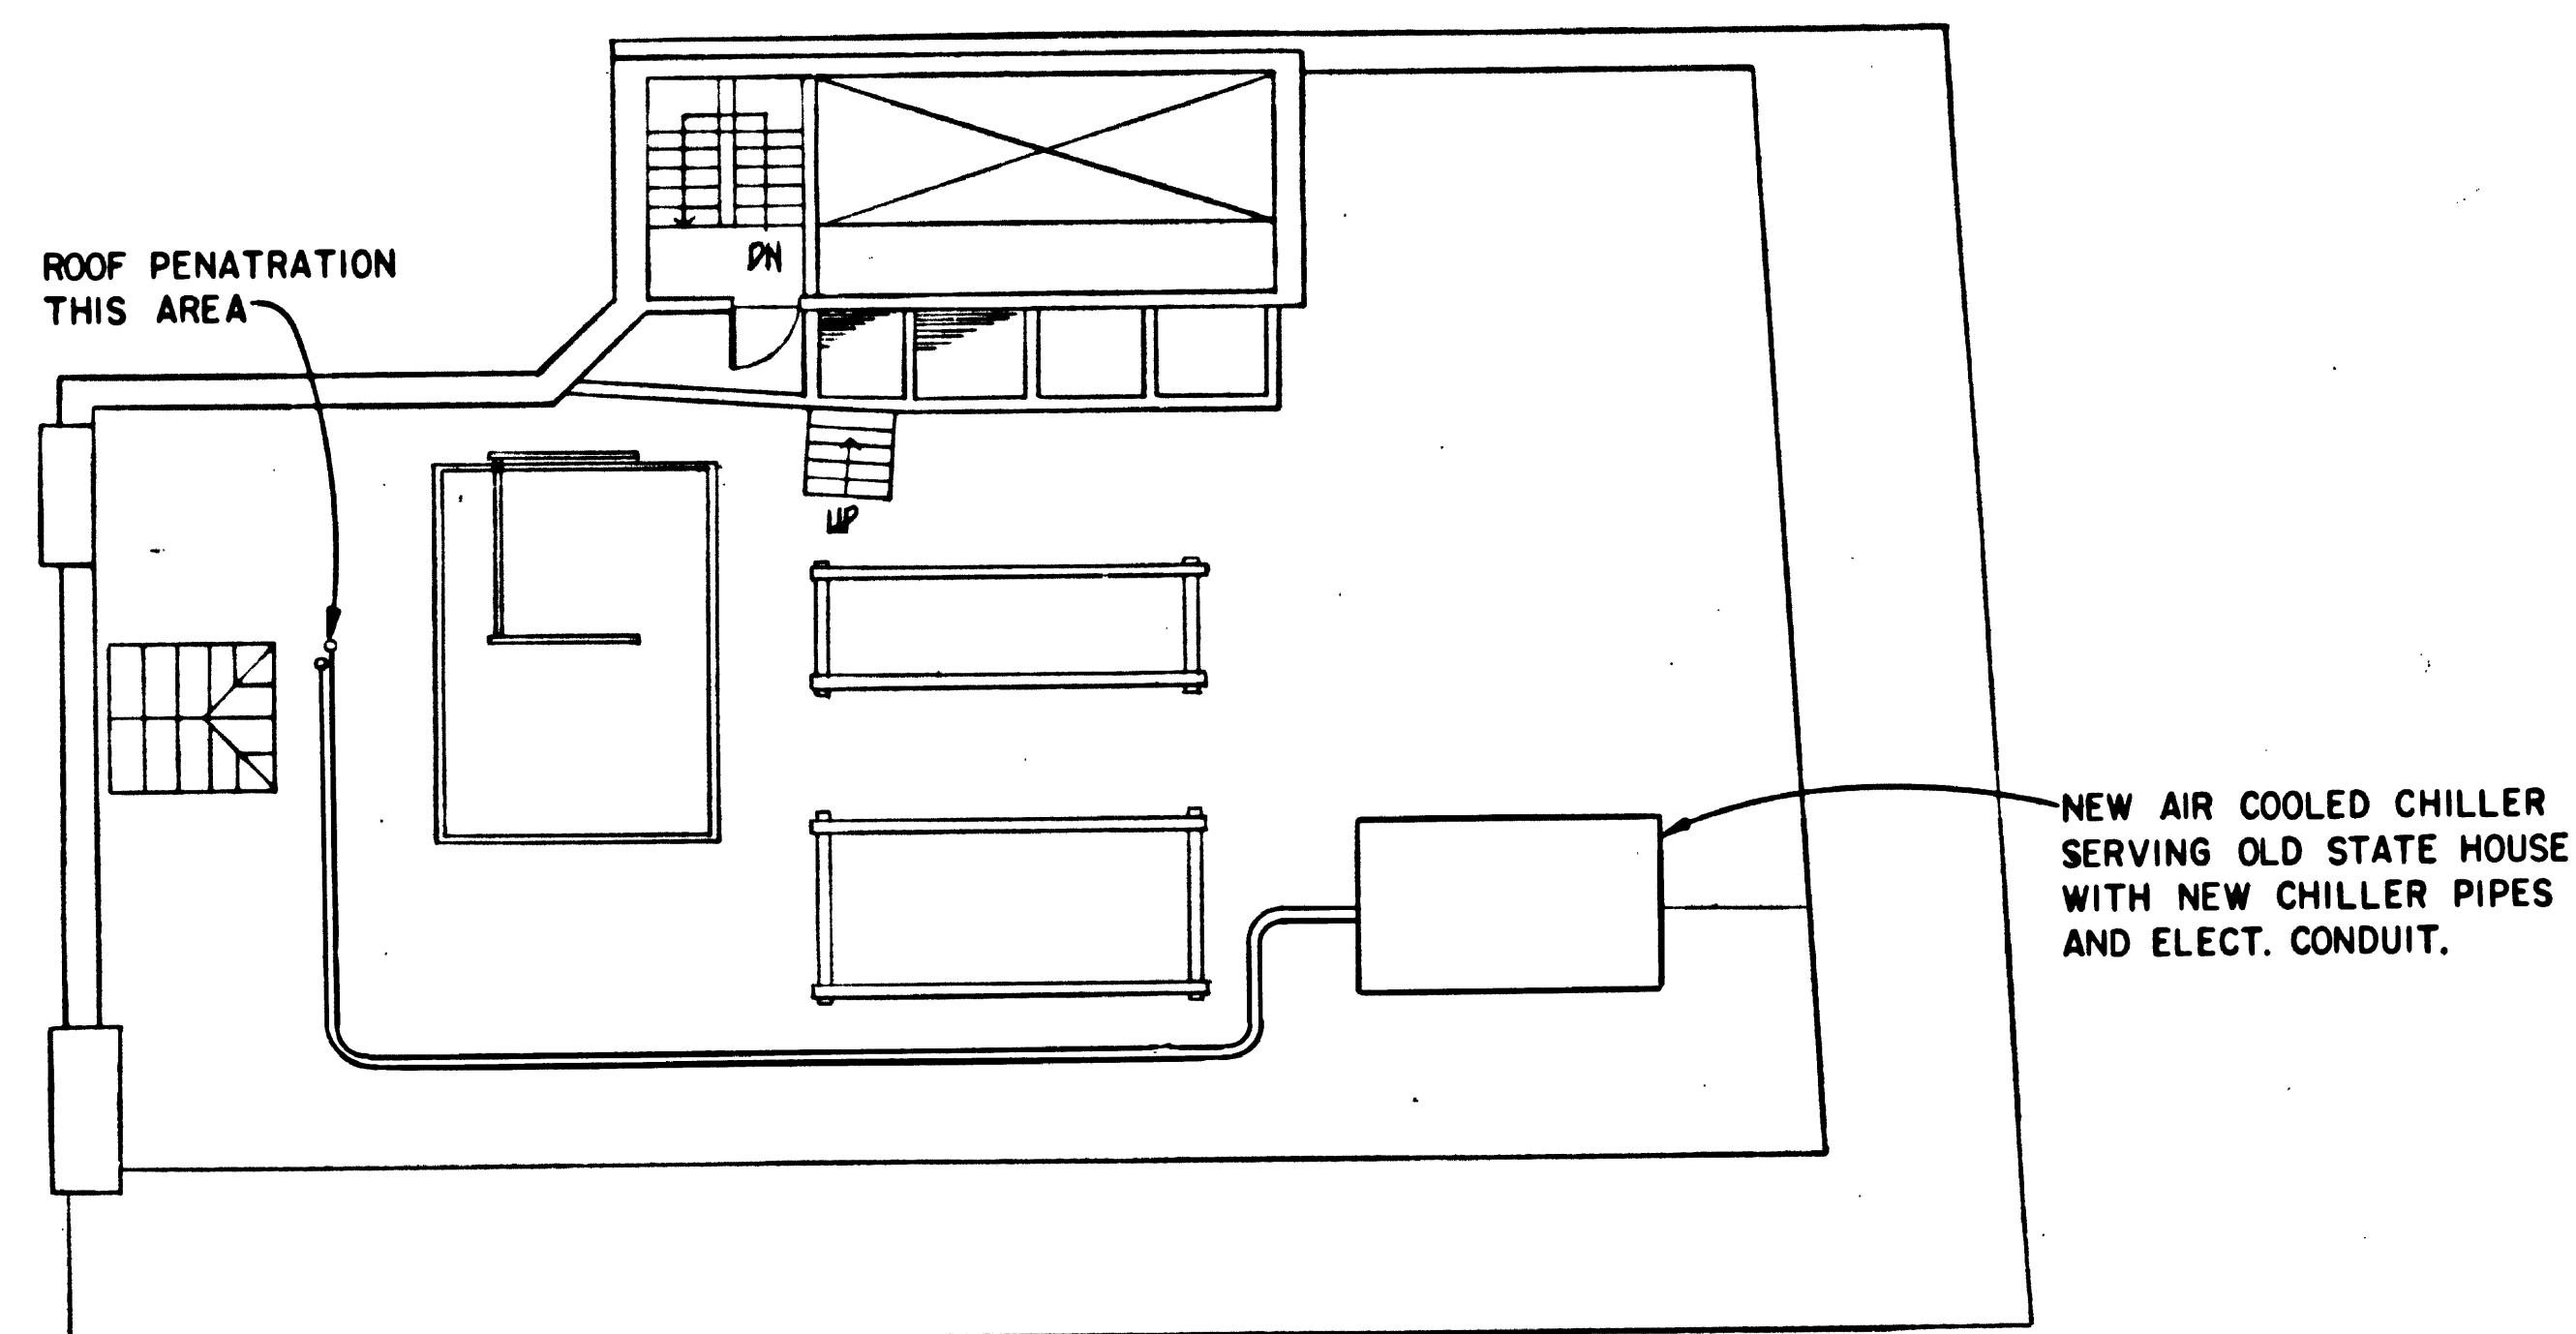 ROOF PENATRATION
THIS AREA
DN
UP
NEW AIR COOLED CHILLER
SERVING OLD STATE HOUSE
WITH NEW CHILLER PIPES
AND ELECT. CONDUIT.